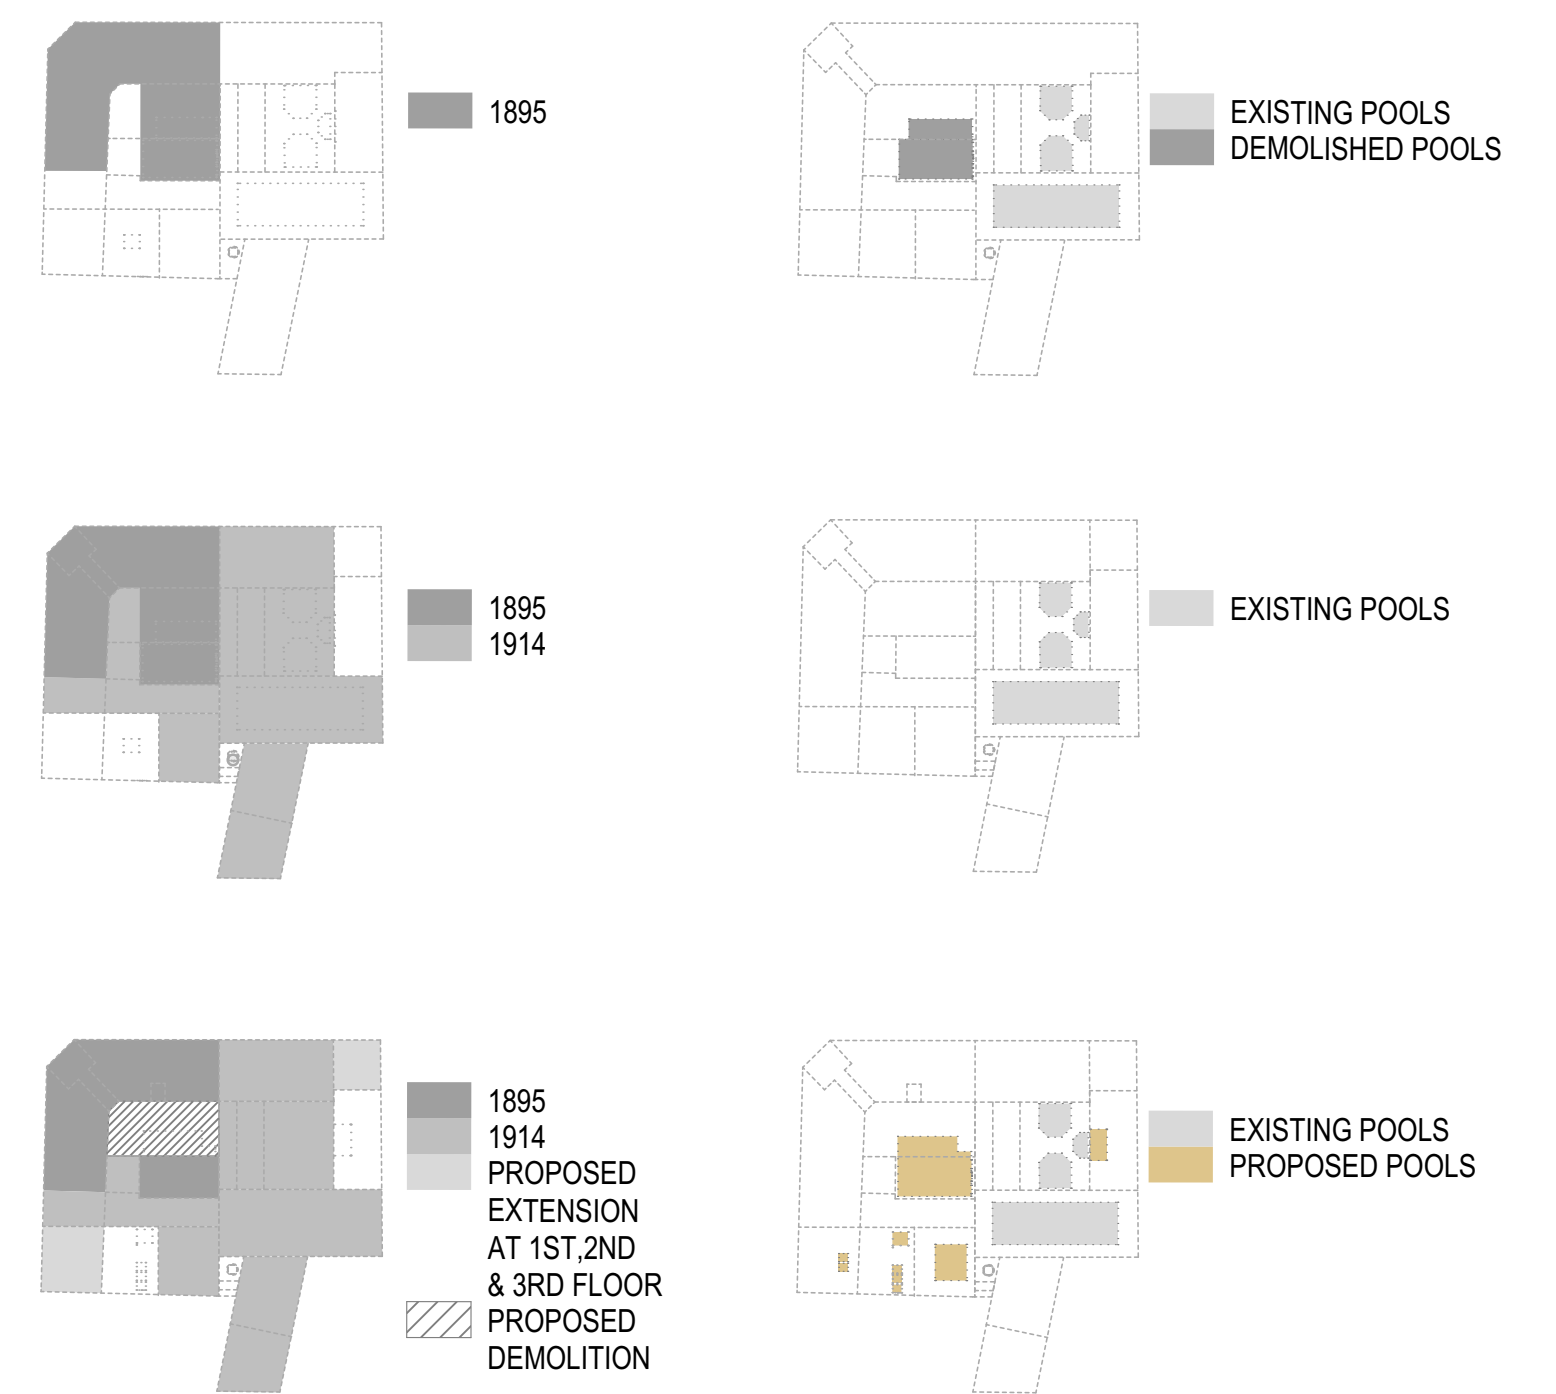 1895
EXISTING POOLS
DEMOLISHED POOLS
1895
1914
EXISTING POOLS
1895
1914
PROPOSED
EXTENSION
AT 1ST,2ND
& 3RD FLOOR
PROPOSED
DEMOLITION
EXISTING POOLS
PROPOSED POOLS